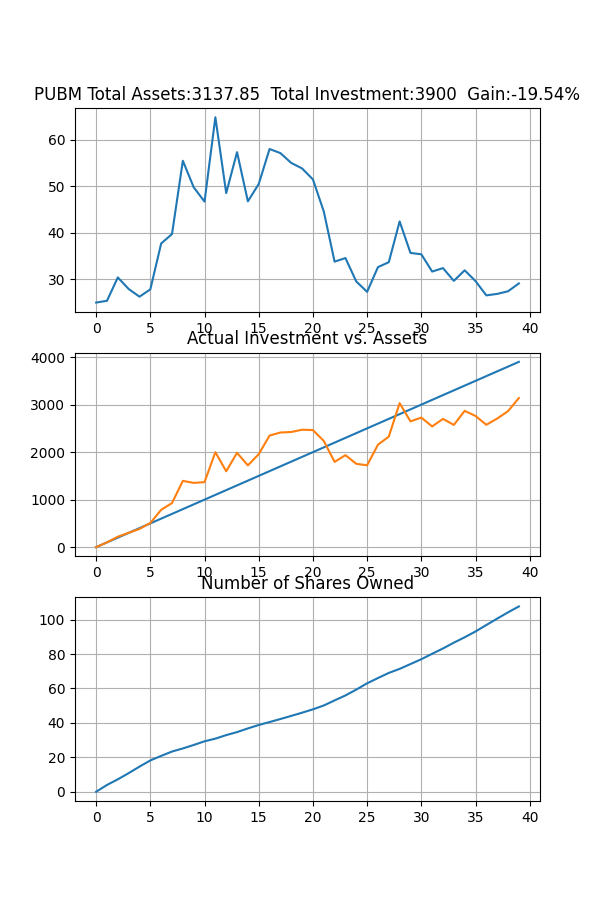 PUBM Total Assets:3137.85  Total Investment:3900  Gain:-19.54%
60
50
40
30
0 5 10 15 20 25 30 35 40
Actual Investment vs. Assets
4000
3000
2000
1000
0
0 5 10 15 20 25 30 35 40
Number of Shares Owned
100
80
60
40
20
0
0 5 10 15 20 25 30 35 40